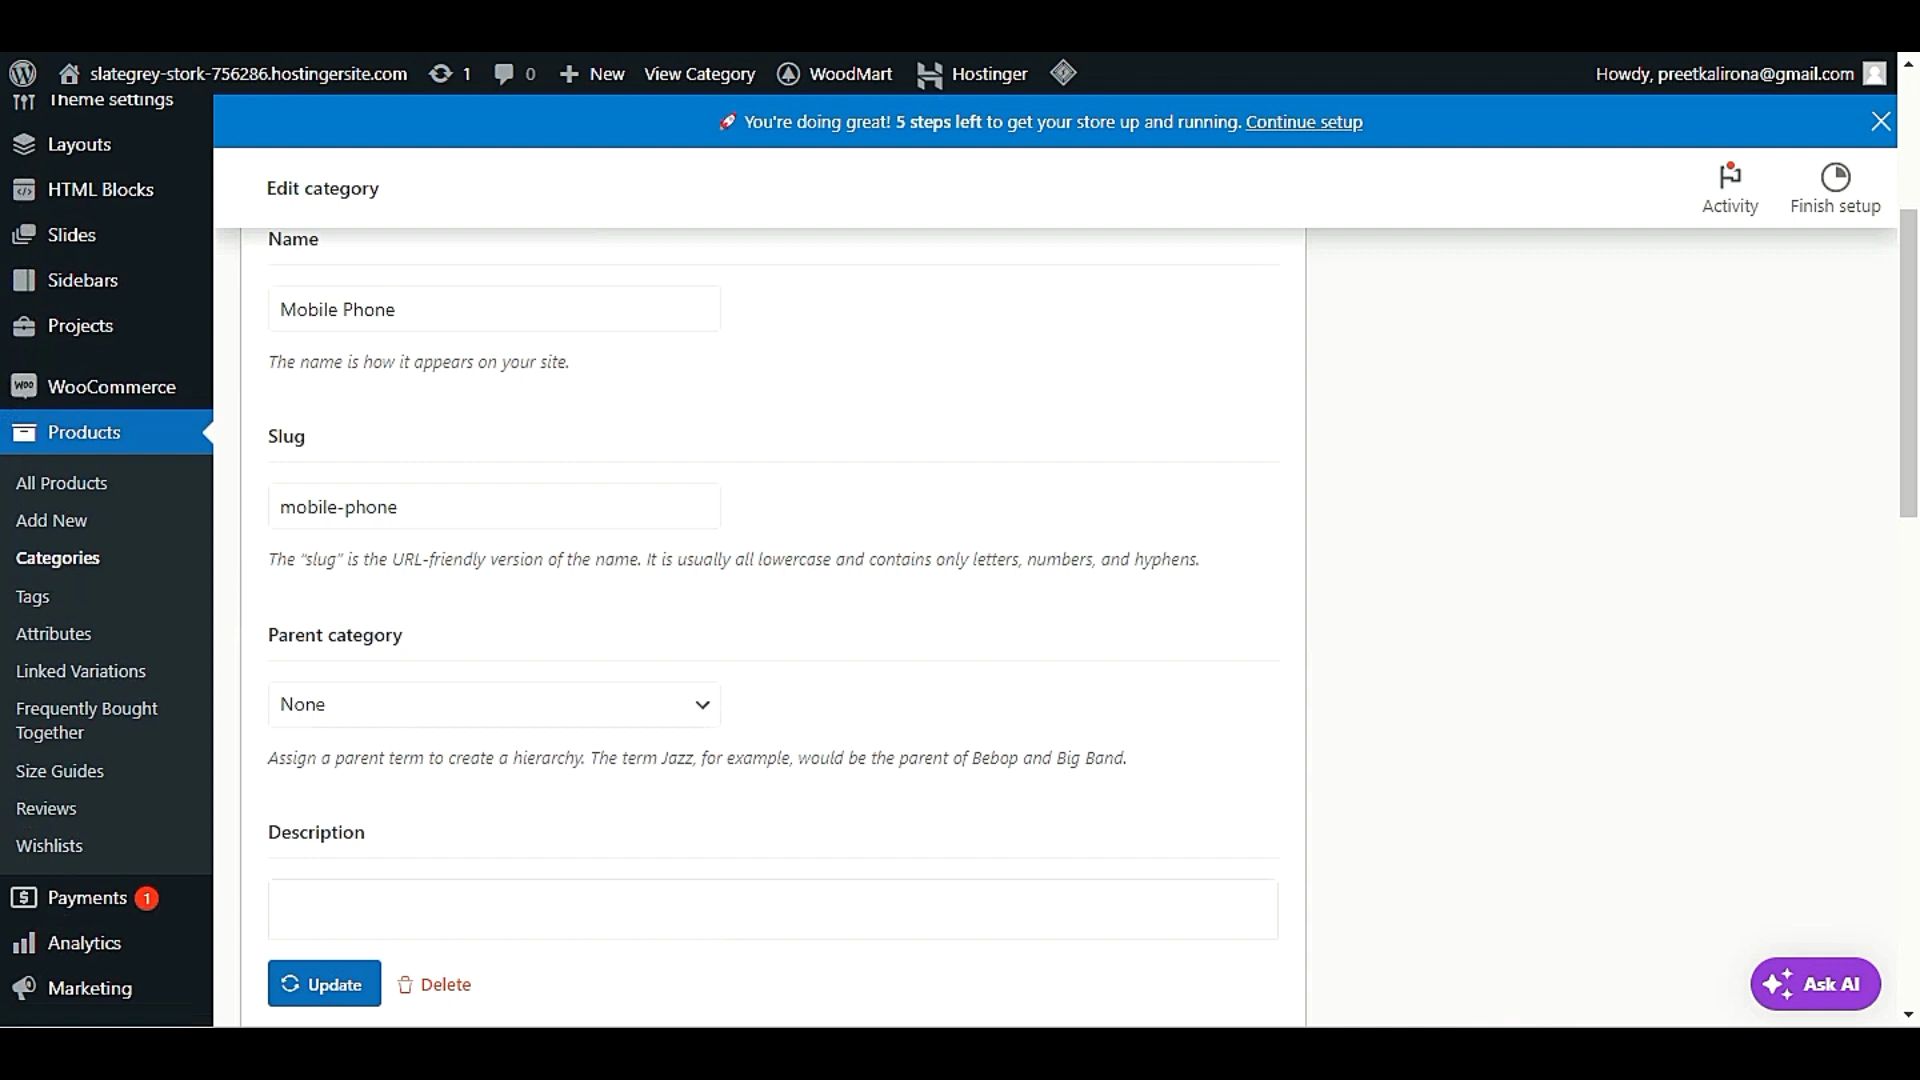 slategrey-stork-756286.hostingersite.com 1 0 New View Category WoodMart Hostinger Howdy, preetkalirona@gmail.com
Theme settings
Layouts
HTML Blocks
Slides
Sidebars
Projects
WOO WooCommerce
Products
All Products
Add New
Categories
Tags
Attributes
Linked Variations
Frequently Bought
Together
Size Guides
Reviews
Wishlists
Payments 1
Analytics
Marketing
🚀 You're doing great! 5 steps left to get your store up and running. Continue setup
Edit category
Activity
Finish setup
Name
Mobile Phone
The name is how it appears on your site.
Slug
mobile-phone
The “slug” is the URL-friendly version of the name. It is usually all lowercase and contains only letters, numbers, and hyphens.
Parent category
None
Assign a parent term to create a hierarchy. The term Jazz, for example, would be the parent of Bebop and Big Band.
Description
Update
Delete
Ask AI